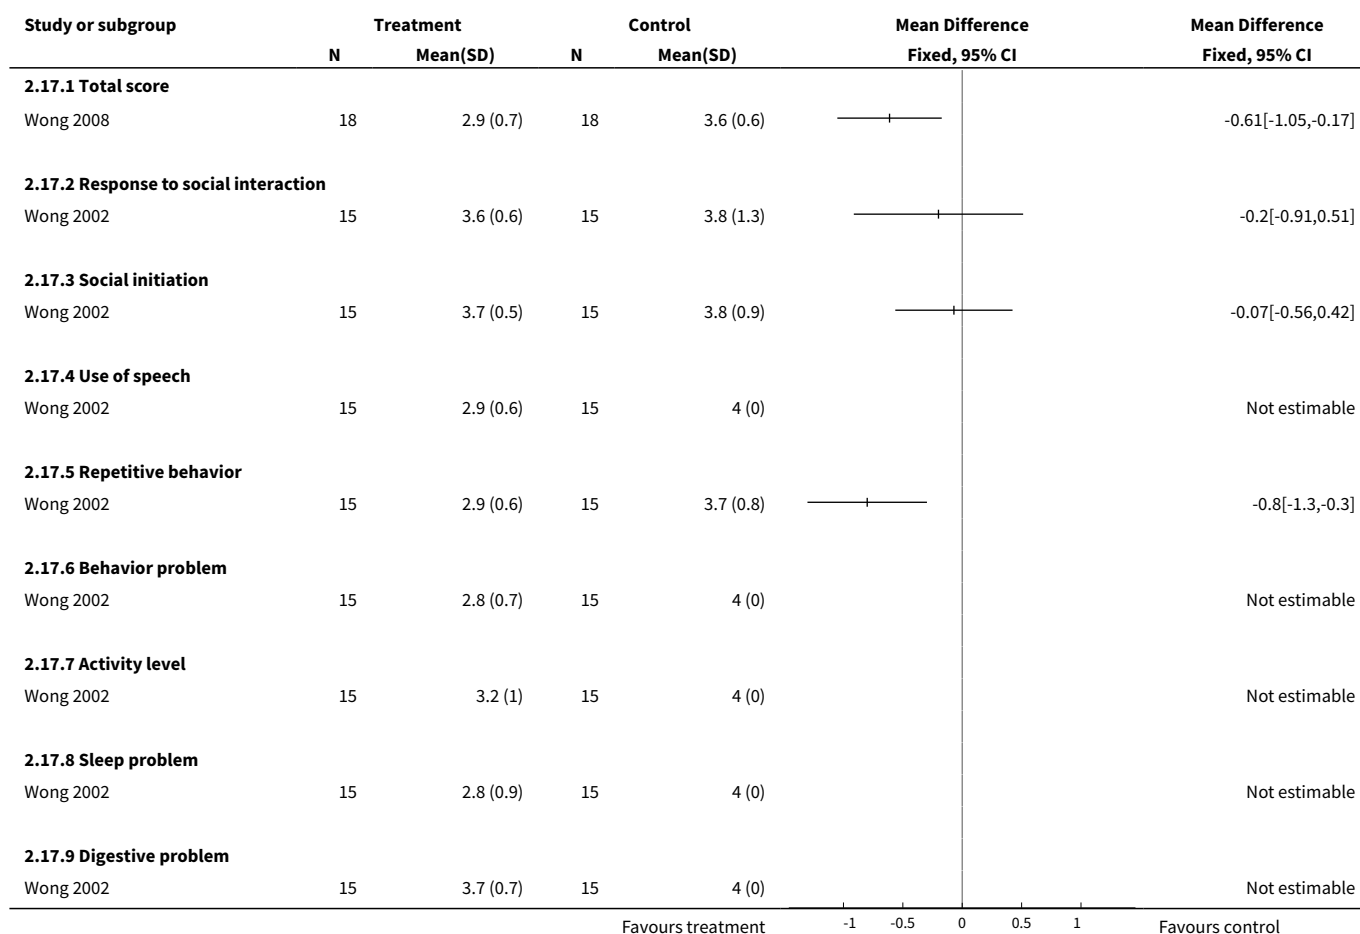 Study or subgroup Treatment Control Mean Difference Mean Difference
N Mean(SD) N Mean(SD) Fixed, 95% CI Fixed, 95% CI
2.17.1 Total score
Wong 2008 18 2.9 (0.7) 18 3.6 (0.6) -0.61[-1.05,-0.17]
2.17.2 Response to social interaction
Wong 2002 15 3.6 (0.6) 15 3.8 (1.3) -0.2[-0.91,0.51]
2.17.3 Social initiation
Wong 2002 15 3.7 (0.5) 15 3.8 (0.9) -0.07[-0.56,0.42]
2.17.4 Use of speech
Wong 2002 15 2.9 (0.6) 15 4 (0) Not estimable
2.17.5 Repetitive behavior
Wong 2002 15 2.9 (0.6) 15 3.7 (0.8) -0.8[-1.3,-0.3]
2.17.6 Behavior problem
Wong 2002 15 2.8 (0.7) 15 4 (0) Not estimable
2.17.7 Activity level
Wong 2002 15 3.2 (1) 15 4 (0) Not estimable
2.17.8 Sleep problem
Wong 2002 15 2.8 (0.9) 15 4 (0) Not estimable
2.17.9 Digestive problem
Wong 2002 15 3.7 (0.7) 15 4 (0) Not estimable
Favours treatment -1 -0.5 0 0.5 1 Favours control